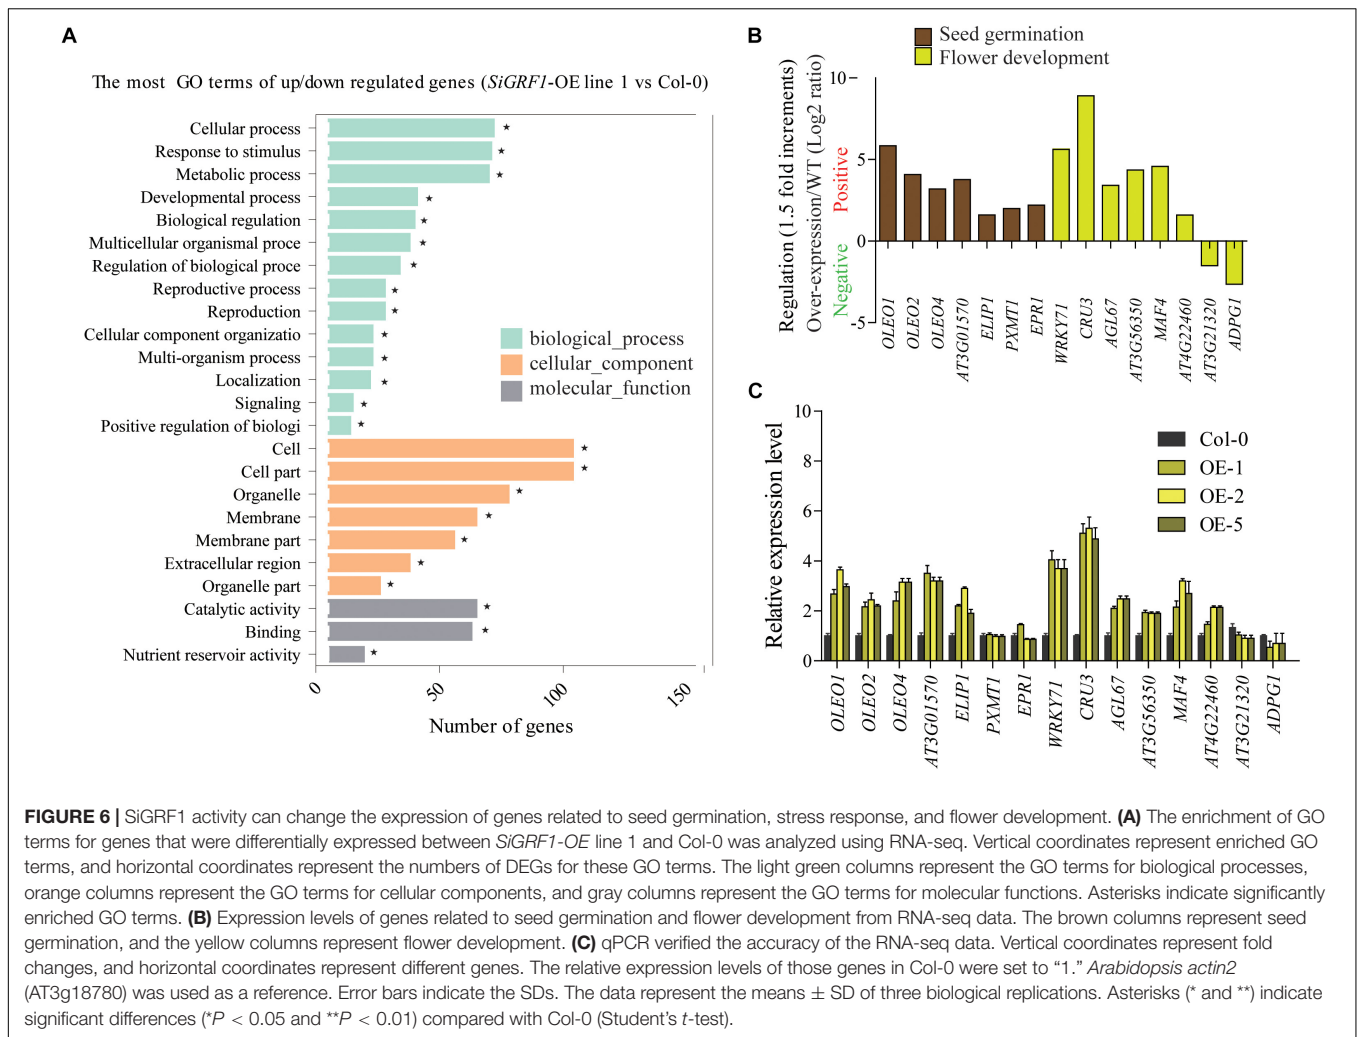 A
The most GO terms of up/down regulated genes (SiGRF1-OE line 1 vs Col-0)
Cellular process
Response to stimulus
Metabolic process
Developmental process
Biological regulation
Multicellular organismal proce
Regulation of biological proce
Reproductive process
Reproduction
Cellular component organizatio
Multi-organism process
Localization
Signaling
Positive regulation of biologi
Cell
Cell part
Organelle
Membrane
Membrane part
Extracellular region
Organelle part
Catalytic activity
Binding
Nutrient reservoir activity
biological_process
cellular_component
molecular_function
0
50
100
150
Number of genes
B
Seed germination
Flower development
Regulation (1.5 fold increments)
Over-expression/WT (Log2 ratio)
Negative
Positive
10
5
0
-5
OLEO1
OLEO2
OLEO4
AT3G01570
ELIP1
PXMT1
EPR1
WRKY71
CRU3
AGL67
AT3G56350
MAF4
AT4G22460
AT3G21320
ADPG1
C
Relative expression level
10
8
6
4
2
0
Col-0
OE-1
OE-2
OE-5
OLEO1
OLEO2
OLEO4
AT3G01570
ELIP1
PXMT1
EPR1
WRKY71
CRU3
AGL67
AT3G56350
MAF4
AT4G22460
AT3G21320
ADPG1
FIGURE 6 | SiGRF1 activity can change the expression of genes related to seed germination, stress response, and flower development. (A) The enrichment of GO
terms for genes that were differentially expressed between SiGRF1-OE line 1 and Col-0 was analyzed using RNA-seq. Vertical coordinates represent enriched GO
terms, and horizontal coordinates represent the numbers of DEGs for these GO terms. The light green columns represent the GO terms for biological processes,
orange columns represent the GO terms for cellular components, and gray columns represent the GO terms for molecular functions. Asterisks indicate significantly
enriched GO terms. (B) Expression levels of genes related to seed germination and flower development from RNA-seq data. The brown columns represent seed
germination, and the yellow columns represent flower development. (C) qPCR verified the accuracy of the RNA-seq data. Vertical coordinates represent fold
changes, and horizontal coordinates represent different genes. The relative expression levels of those genes in Col-0 were set to “1.” Arabidopsis actin2
(AT3g18780) was used as a reference. Error bars indicate the SDs. The data represent the means ± SD of three biological replications. Asterisks (* and **) indicate
significant differences (*P < 0.05 and **P < 0.01) compared with Col-0 (Student’s t-test).